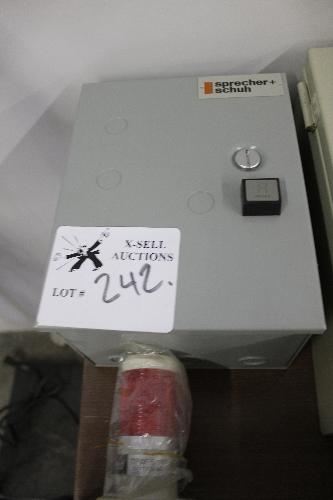 sprecher+
schuh
R
X-SELL
AUCTIONS
LOT # 242.